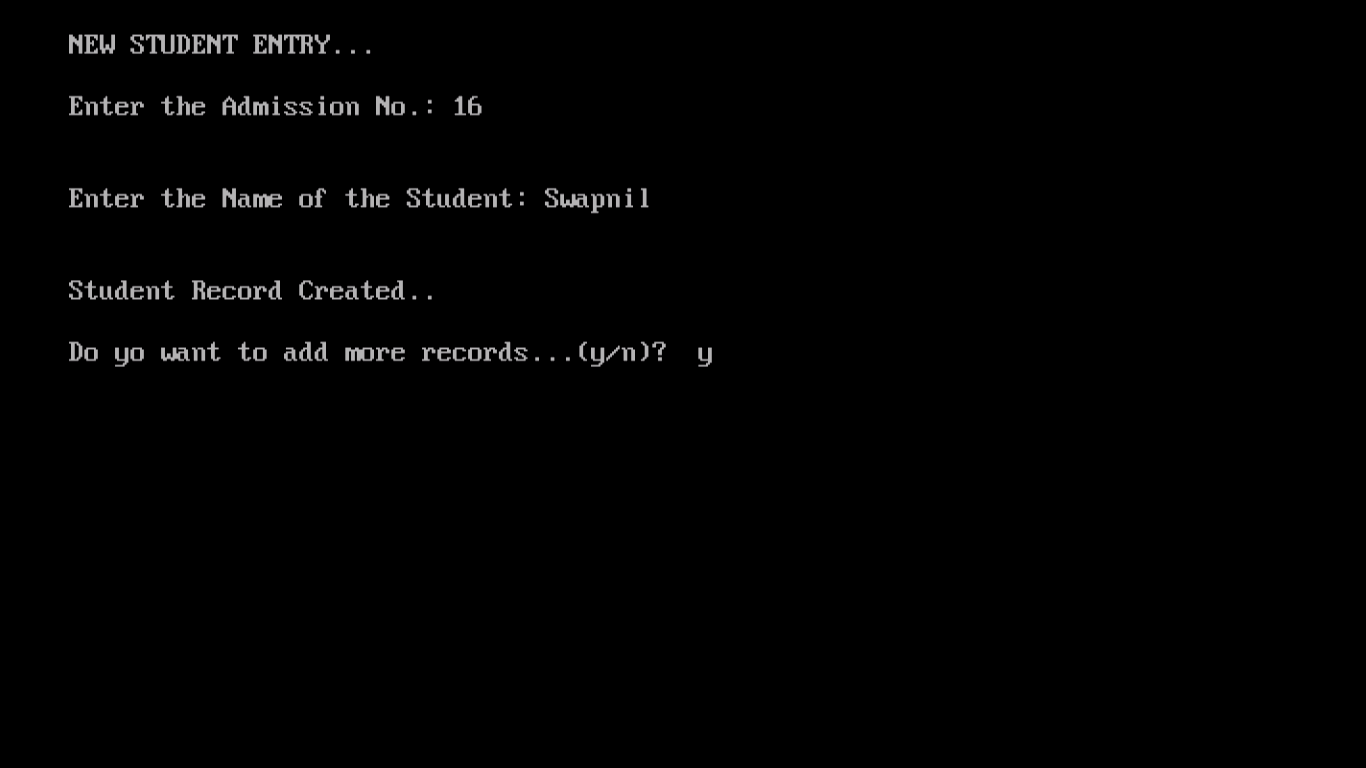 NEW STUDENT ENTRY...
Enter the Admission No.: 16
Enter the Name of the Student: Swapnil
Student Record Created..
Do yo want to add more records...(y/n)?  y